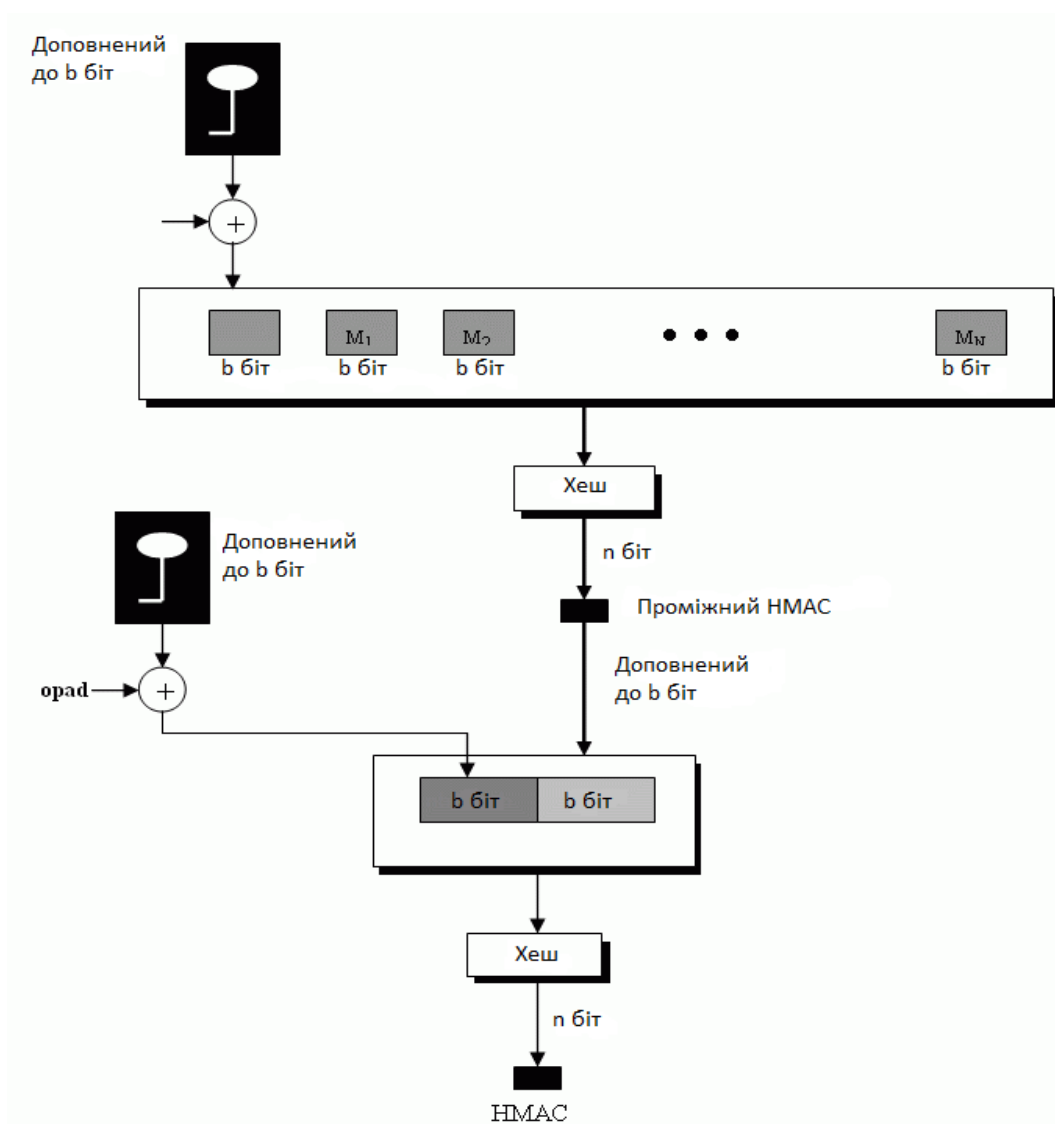 Доповнений
до b біт
+
M₁
M₂
M_N
b біт
b біт
b біт
b біт
Хеш
n біт
Доповнений
до b біт
Проміжний HMAC
Доповнений
до b біт
opad
+
b біт
b біт
Хеш
n біт
HMAC